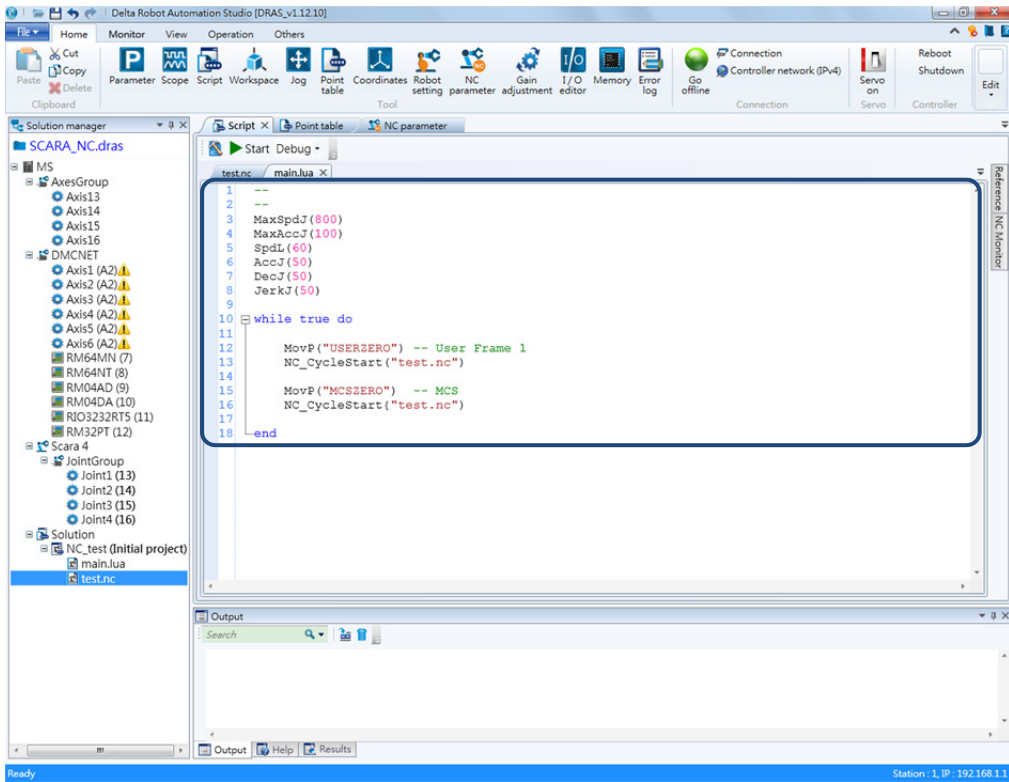 Delta Robot Automation Studio [DRAS_v1.12.10]
File Home Monitor View Operation Others
Paste Cut Copy Delete
Clipboard
Parameter Scope Script Workspace Jog Point table Coordinates Robot setting NC parameter Gain adjustment I/O editor Memory Error log
Tool
Go offline Connection Controller network (IPv4)
Connection
Servo on
Servo
Reboot Shutdown
Controller
Edit
Solution manager
SCARA_NC.dras
MS
AxesGroup
Axis13
Axis14
Axis15
Axis16
DMCNET
Axis1 (A2)
Axis2 (A2)
Axis3 (A2)
Axis4 (A2)
Axis5 (A2)
Axis6 (A2)
RM64MN (7)
RM64NT (8)
RM04AD (9)
RM04DA (10)
RIO3232RT5 (11)
RM32PT (12)
Scara 4
JointGroup
Joint1 (13)
Joint2 (14)
Joint3 (15)
Joint4 (16)
Solution
NC_test (Initial project)
main.lua
test.nc
Script Point table NC parameter
Start Debug
test.nc main.lua
1 --
2 --
3 MaxSpdJ(800)
4 MaxAccJ(100)
5 SpdL(60)
6 AccJ(50)
7 DecJ(50)
8 JerkJ(50)
9
10 while true do
11
12 MovP("USERZERO") -- User Frame 1
13 NC_CycleStart("test.nc")
14
15 MovP("MCSZERO") -- MCS
16 NC_CycleStart("test.nc")
17
18 end
Reference
NC Monitor
Output
Search
Output Help Results
Ready
Station : 1, IP : 192.168.1.1